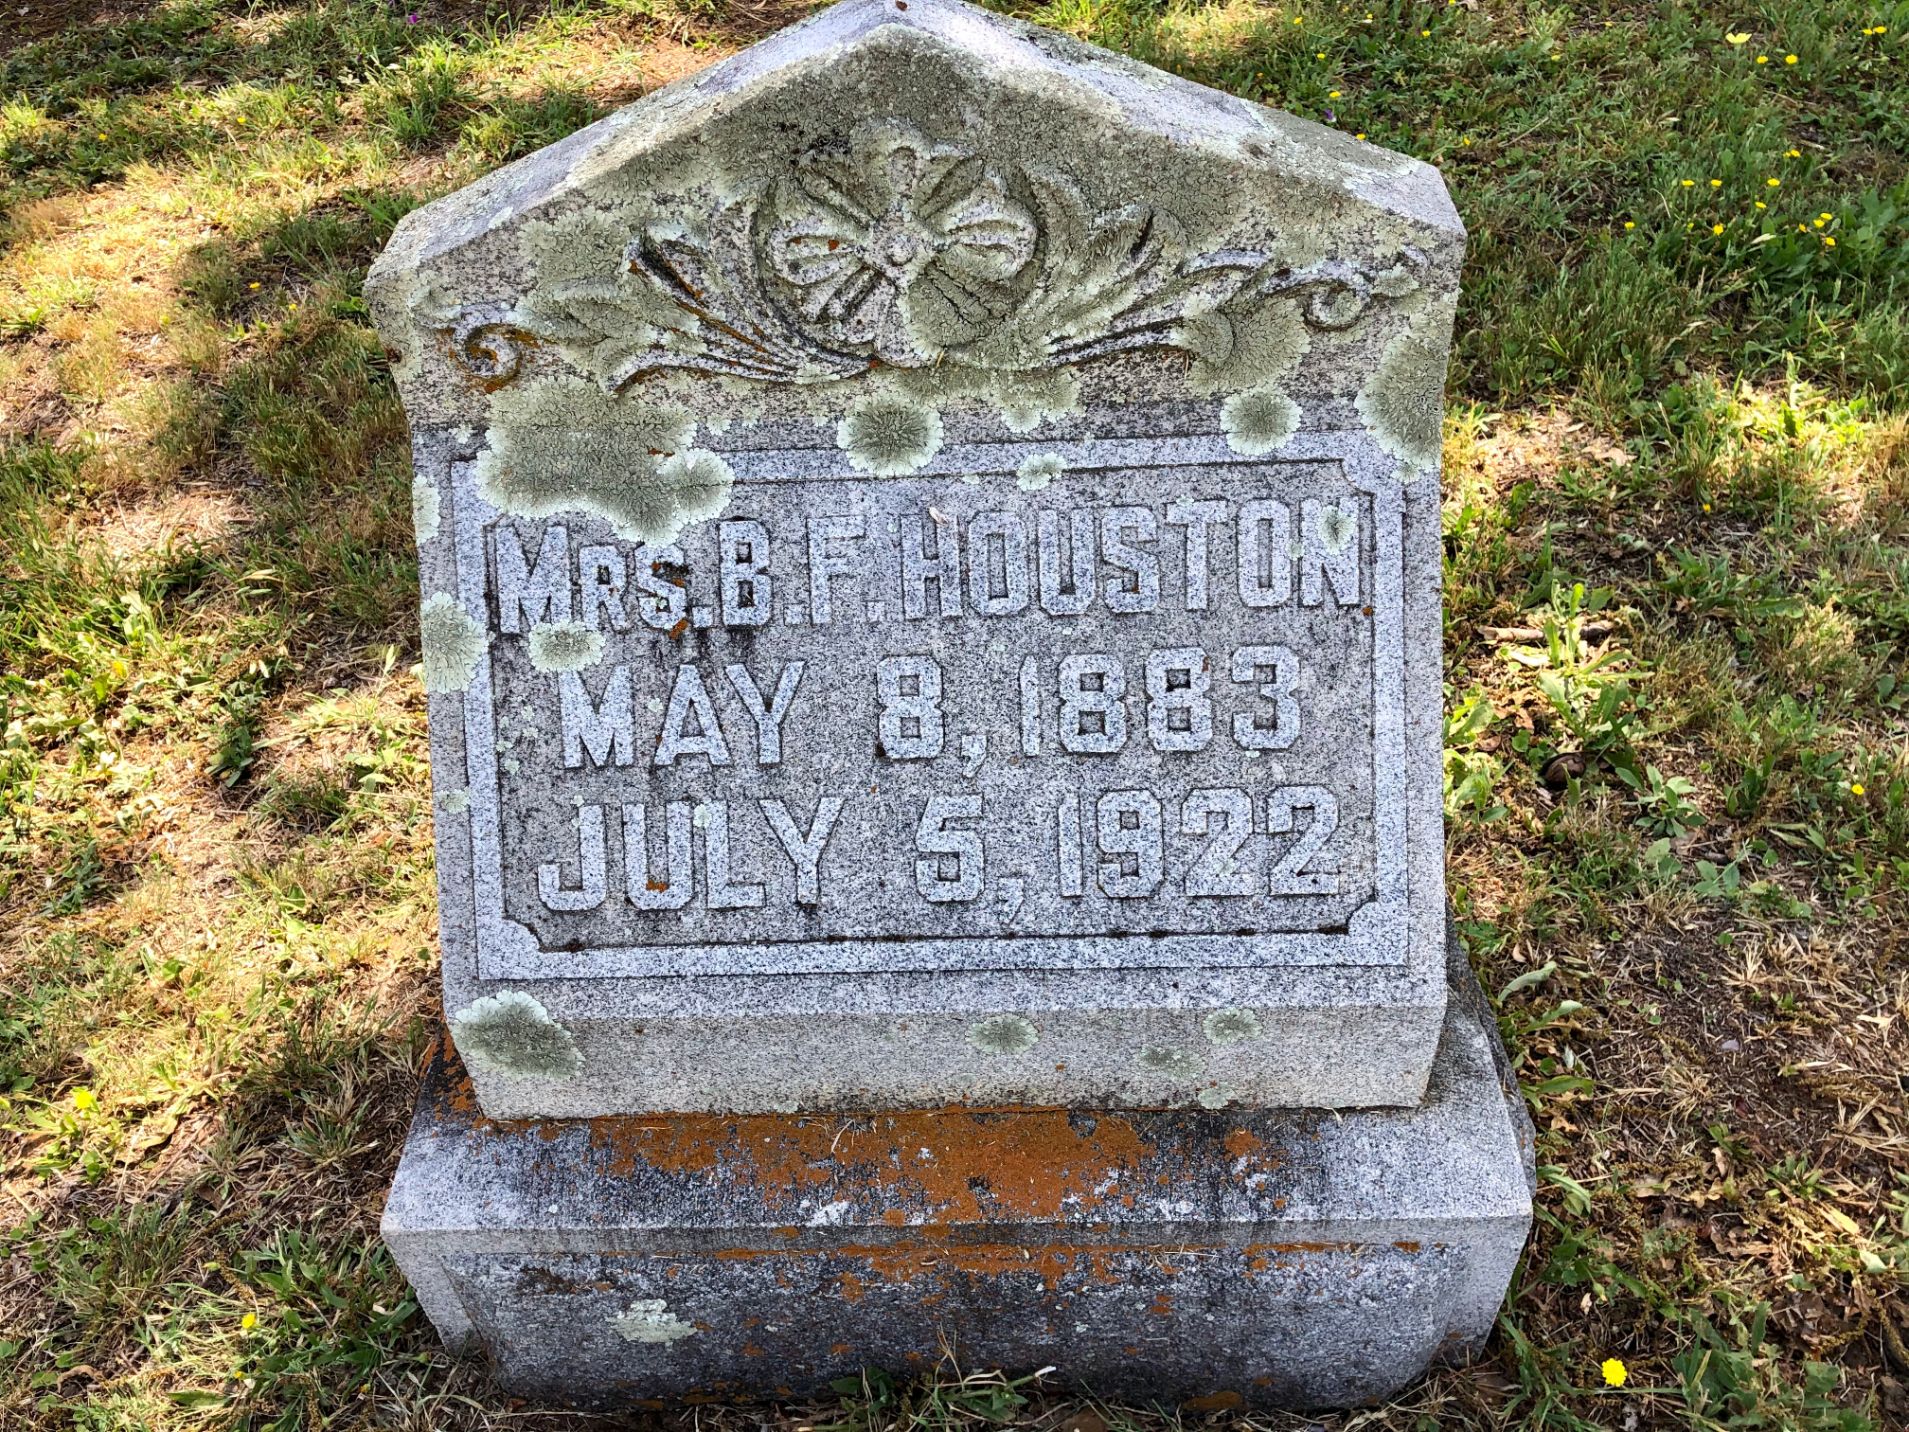 Mrs. B. F. HOUSTON
MAY 8, 1883
JULY 5, 1922